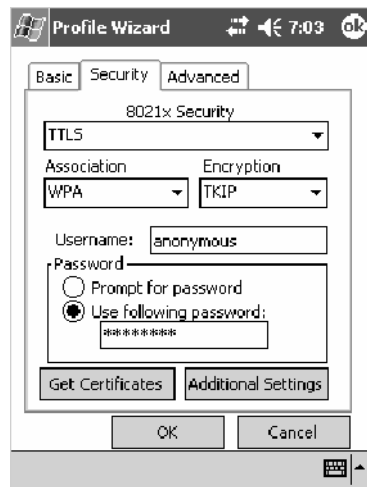 Profile Wizard 7:03 ok
Basic Security Advanced
8021x Security
TTLS
Association Encryption
WPA TKIP
Username: anonymous
Password
Prompt for password
Use following password:
********
Get Certificates Additional Settings
OK Cancel